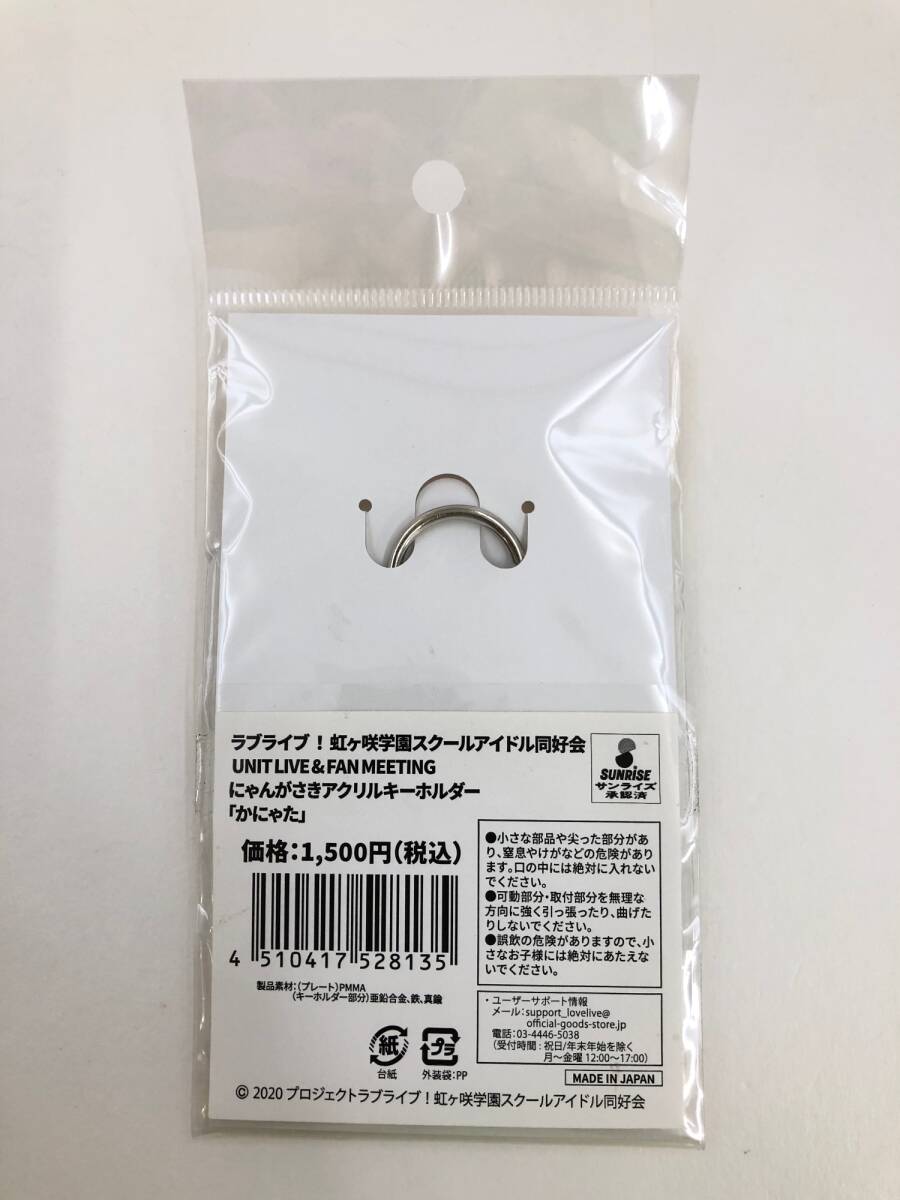 ラブライブ！虹ヶ咲学園スクールアイドル同好会
UNIT LIVE & FAN MEETING
にゃんがさきアクリルキーホルダー
「かにゃた」
SUNRISE
サンライズ
承認済
価格：1,500円（税込）
4 510417 528135
製品素材：（プレート）PMMA
（キーホルダー部分）亜鉛合金、鉄、真鍮
●小さな部品や尖った部分があ
り、窒息やけがなどの危険があり
ます。口の中には絶対に入れない
でください。
●可動部分・取付部分を無理な
方向に強く引っ張ったり、曲げた
りしないでください。
●誤飲の危険がありますので、小
さなお子様には絶対にあたえな
いでください。
・ユーザーサポート情報
メール：support_lovelive@
official-goods-store.jp
電話：03-4446-5038
（受付時間：祝日/年末年始を除く
月～金曜 12:00～17:00）
紙
台紙
プラ
外装袋：PP
MADE IN JAPAN
© 2020 プロジェクトラブライブ！虹ヶ咲学園スクールアイドル同好会